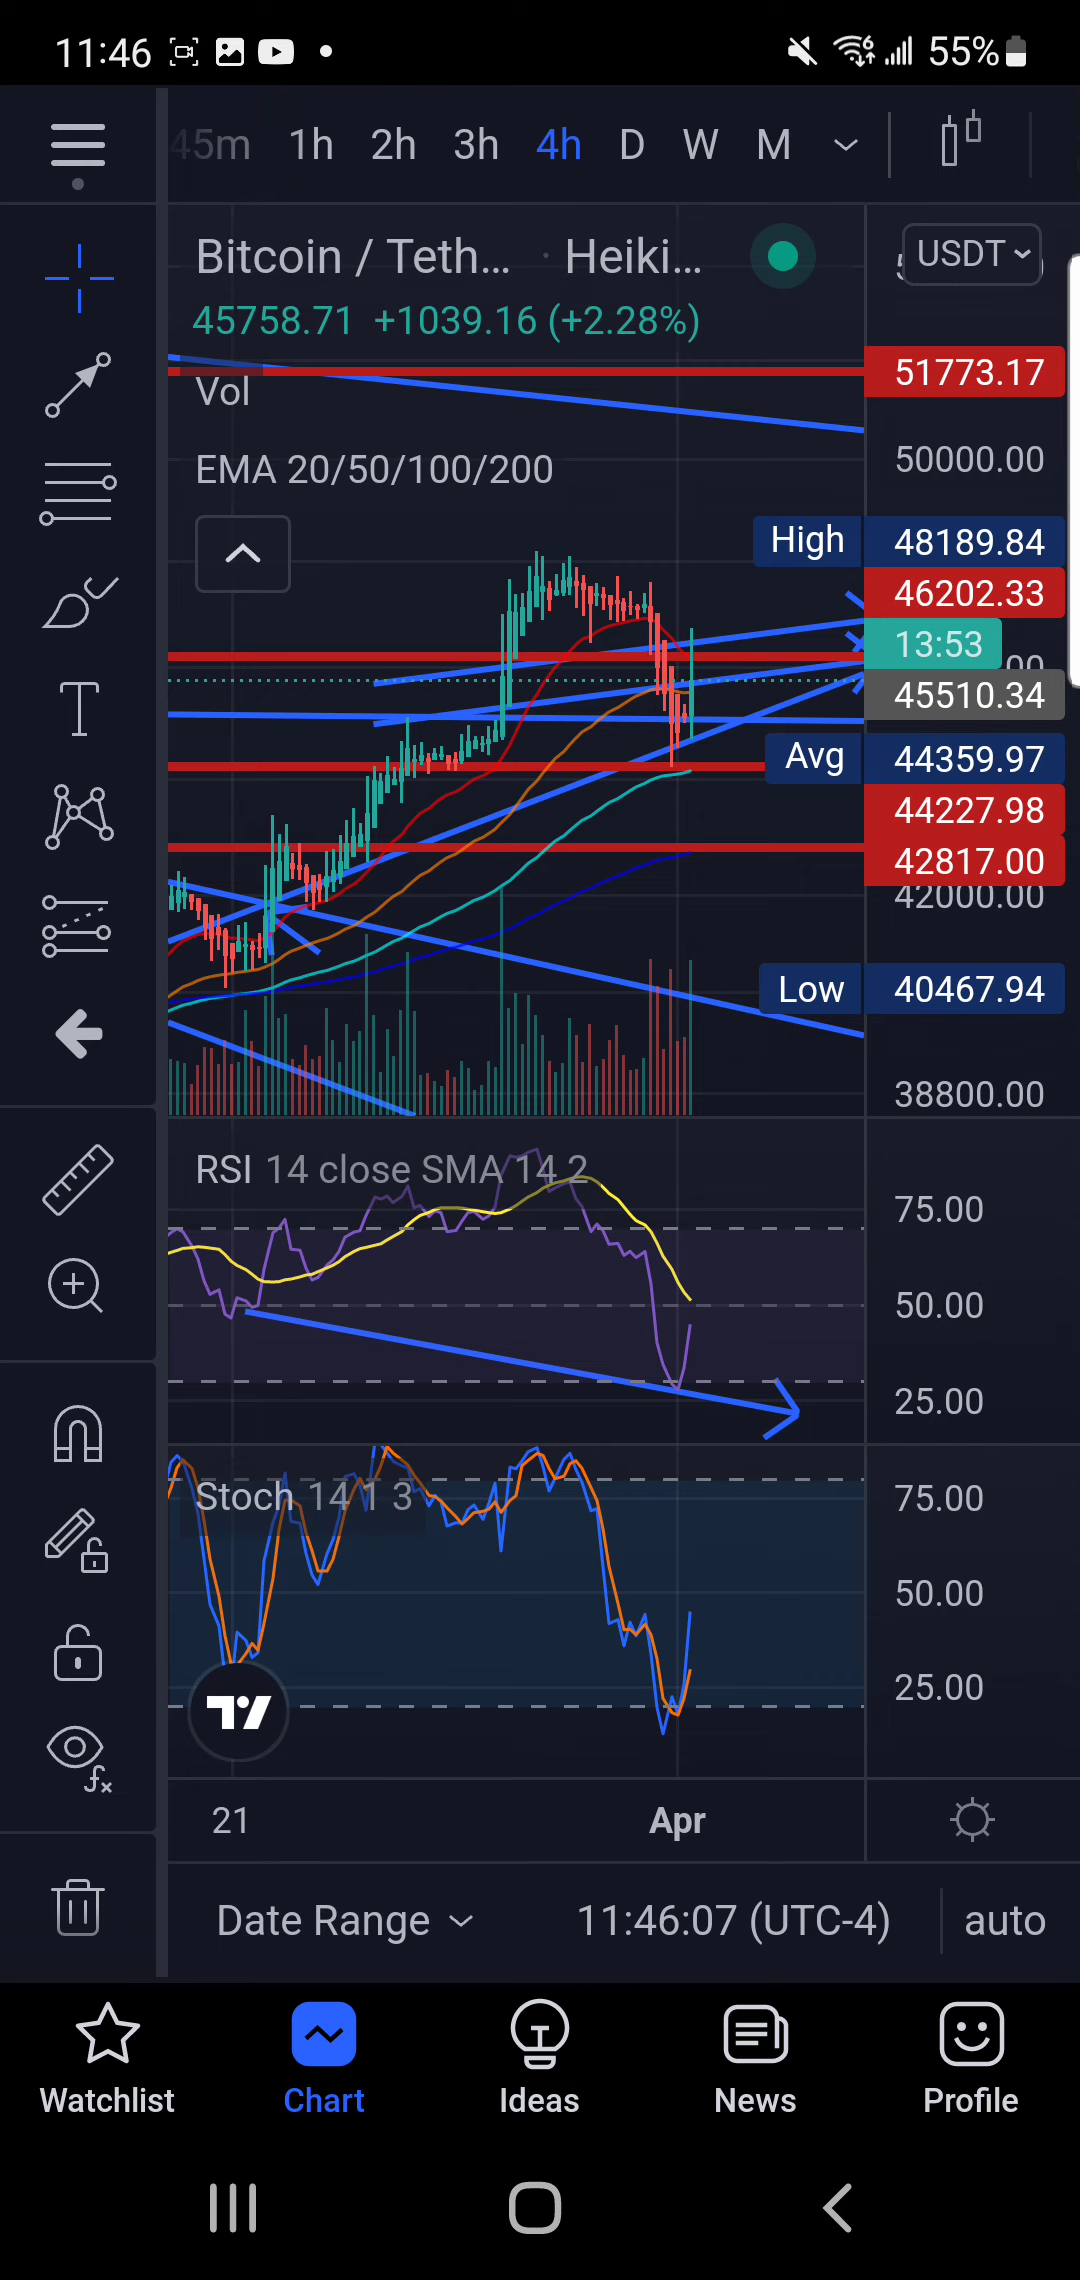 11:46 55%
45m 1h 2h 3h 4h D W M
Bitcoin / Teth... · Heiki...
USDT
45758.71 +1039.16 (+2.28%)
51773.17
Vol
50000.00
EMA 20/50/100/200
High 48189.84
46202.33
13:53
45510.34
Avg 44359.97
44227.98
42817.00
42000.00
Low 40467.94
38800.00
RSI 14 close SMA 14 2
75.00
50.00
25.00
Stoch 14 1 3
75.00
50.00
25.00
21 Apr
Date Range 11:46:07 (UTC-4) auto
Watchlist Chart Ideas News Profile